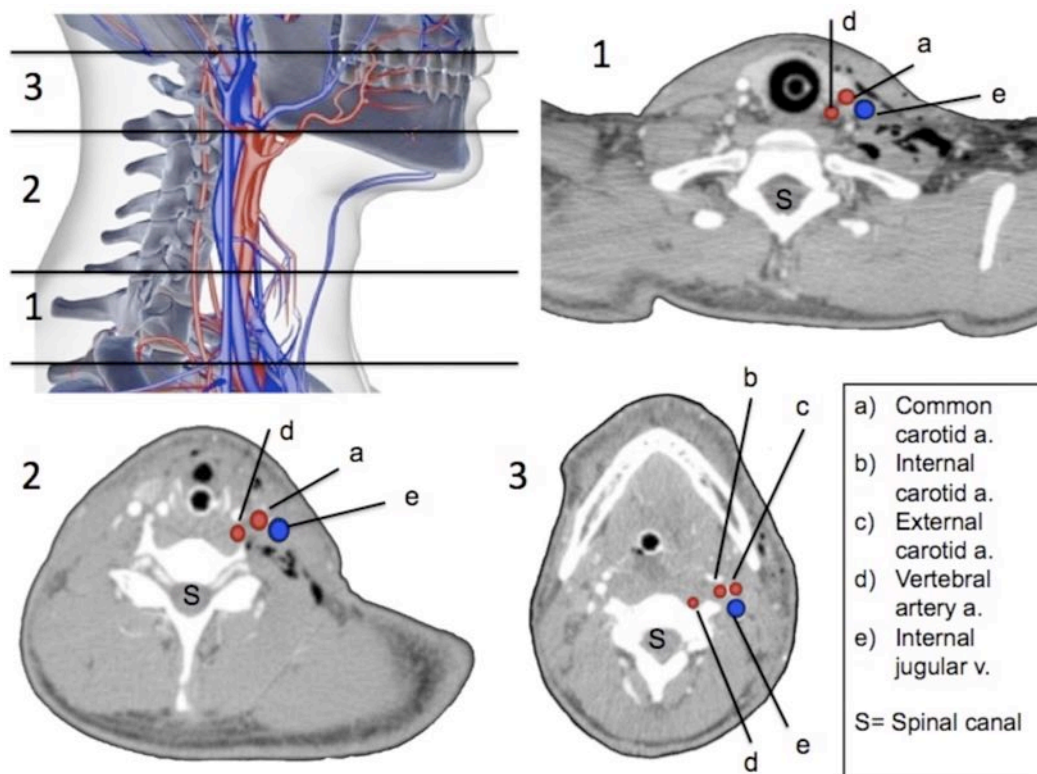 3
2
1
1
d
a
e
S
2
d
a
e
S
3
b
c
S
d
e
a) Common
carotid a.
b) Internal
carotid a.
c) External
carotid a.
d) Vertebral
artery a.
e) Internal
jugular v.
S= Spinal canal